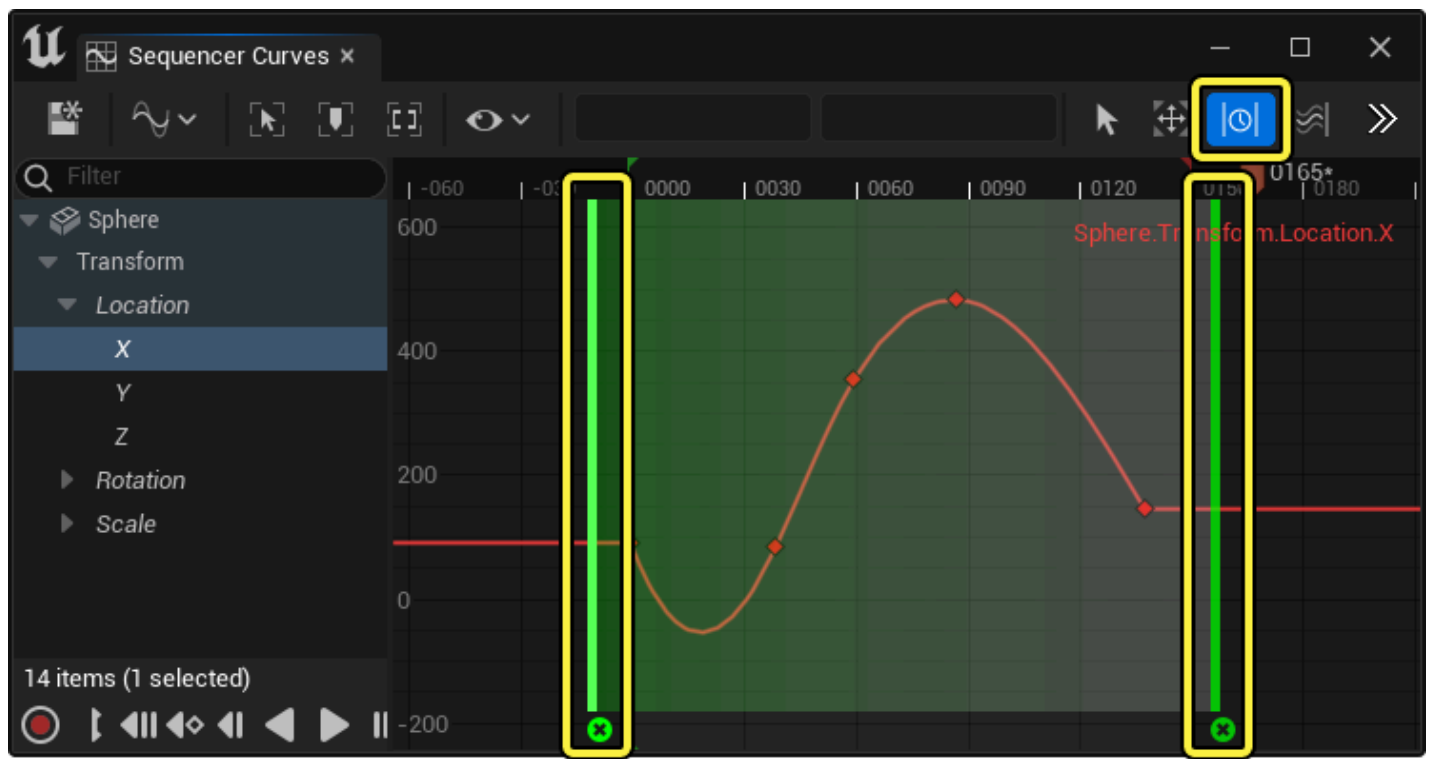 Sequencer Curves
0165*
Filter
-060 0000 0030 0060 0090 0120 0180
Sphere
600
Sphere.Transform.Location.X
Transform
Location
X
400
Y
Z
200
Rotation
Scale
0
14 items (1 selected)
-200